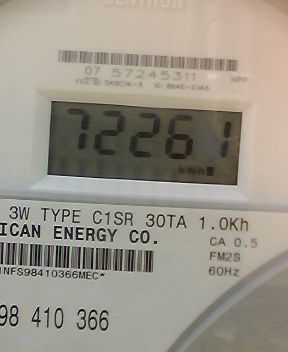 CENTRON
07 57245311
72261
kWh
3W TYPE C1SR 30TA 1.0Kh
ICAN ENERGY CO.
CA 0.5
FM2S
60Hz
INFS98410366MEC*
98 410 366